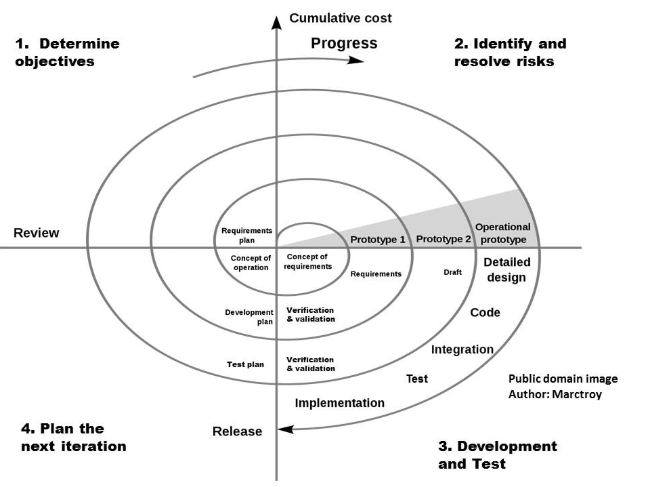 Cumulative cost
Progress
1. Determine
objectives
2. Identify and
resolve risks
Review
Requirements
plan
Prototype 1
Prototype 2
Operational
prototype
Concept of
operation
Concept of
requirements
Requirements
Draft
Detailed
design
Development
plan
Verification
& validation
Code
Integration
Test plan
Verification
& validation
Test
Public domain image
Author: Marctroy
Implementation
Release
4. Plan the
next iteration
3. Development
and Test